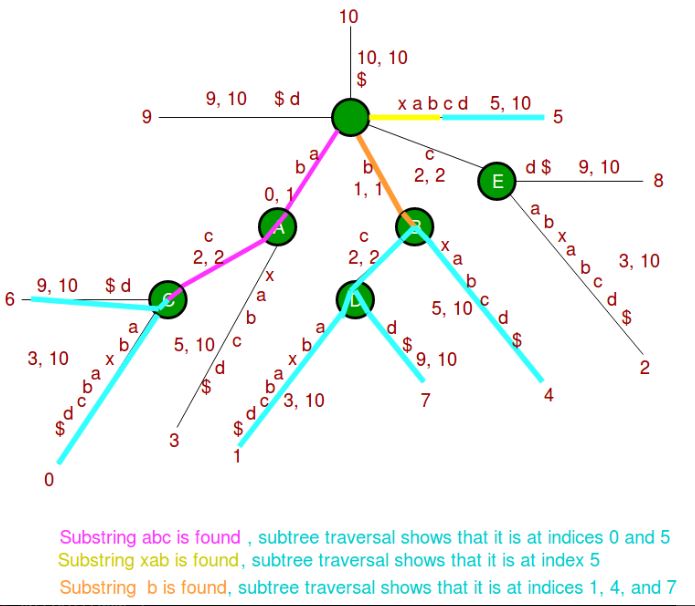 10
10, 10
$
9
9, 10 $ d
x a b c d 5, 10
5
a
b
0, 1
b
1, 1
c
2, 2
E
d $ 9, 10
8
A
B
c
2, 2
c
2, 2
x
a
b
c
d
$
5, 10
a
b
x
a
b
c
d
$
3, 10
6
9, 10 $ d
C
x
a
b
c
d
$
5, 10
D
a
b
x
a
b
c
d
$
3, 10
a
b
x
a
b
c
d
$
3, 10
d
$
9, 10
2
7
4
3
1
0
Substring abc is found , subtree traversal shows that it is at indices 0 and 5
Substring xab is found, subtree traversal shows that it is at index 5
Substring b is found, subtree traversal shows that it is at indices 1, 4, and 7